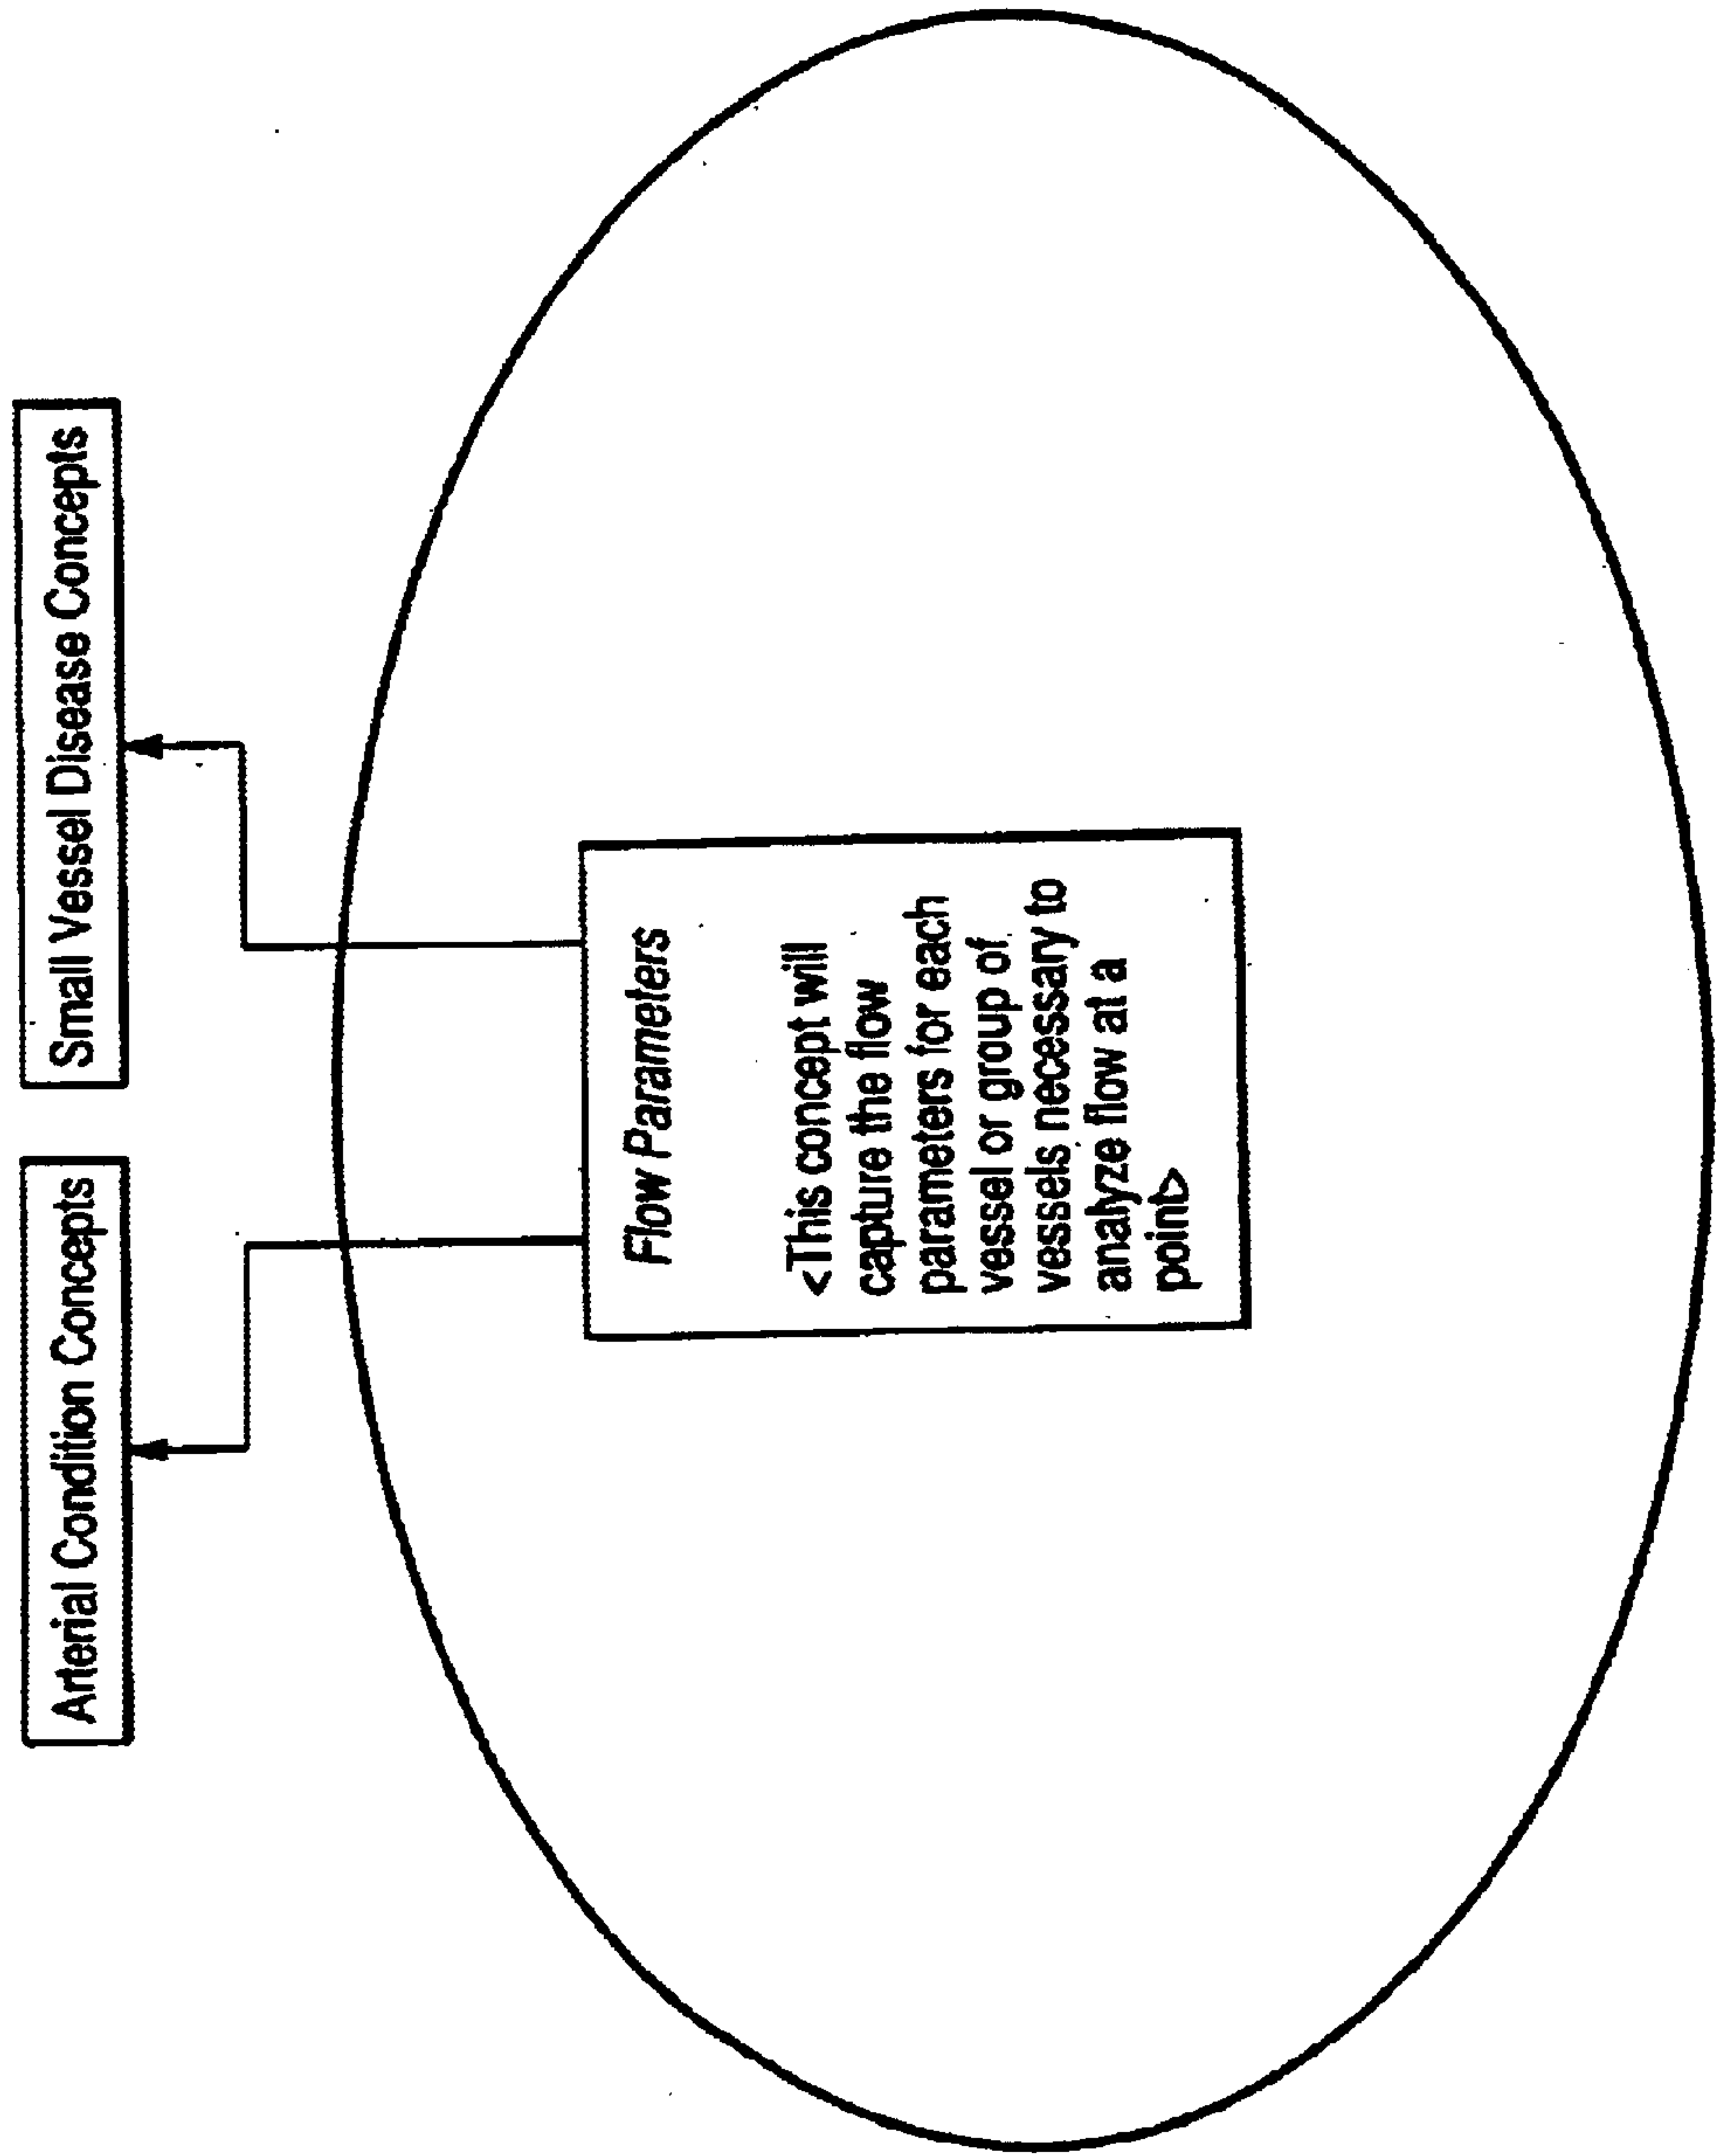 Arterial Condition Concepts
Small Vessel Disease Concepts
Flow Parameters
<This concept will
capture the flow
parameters for each
vessel or group of
vessels necessary to
analyze flow at a
point>